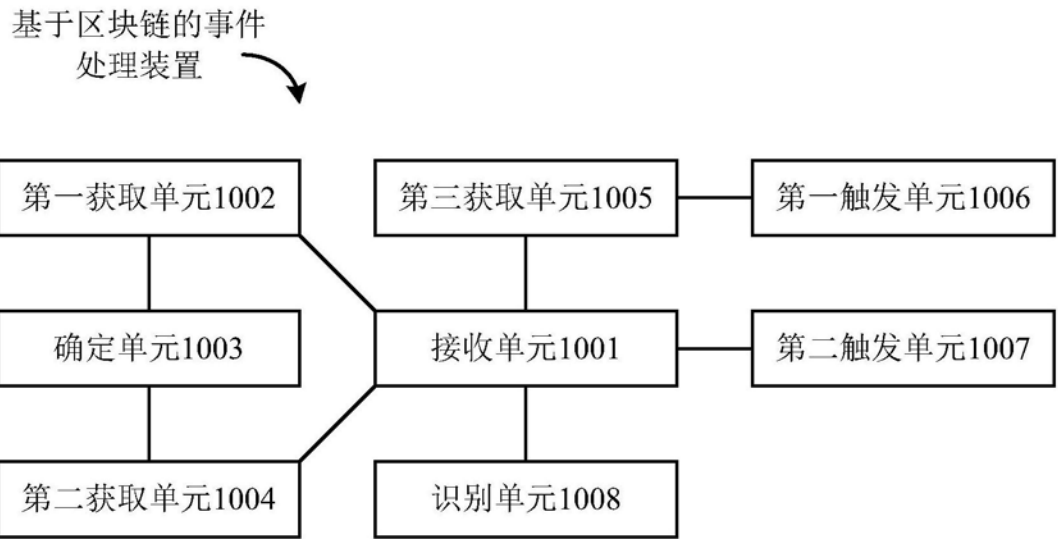 基于区块链的事件
处理装置
第一获取单元1002
第三获取单元1005
第一触发单元1006
确定单元1003
接收单元1001
第二触发单元1007
第二获取单元1004
识别单元1008